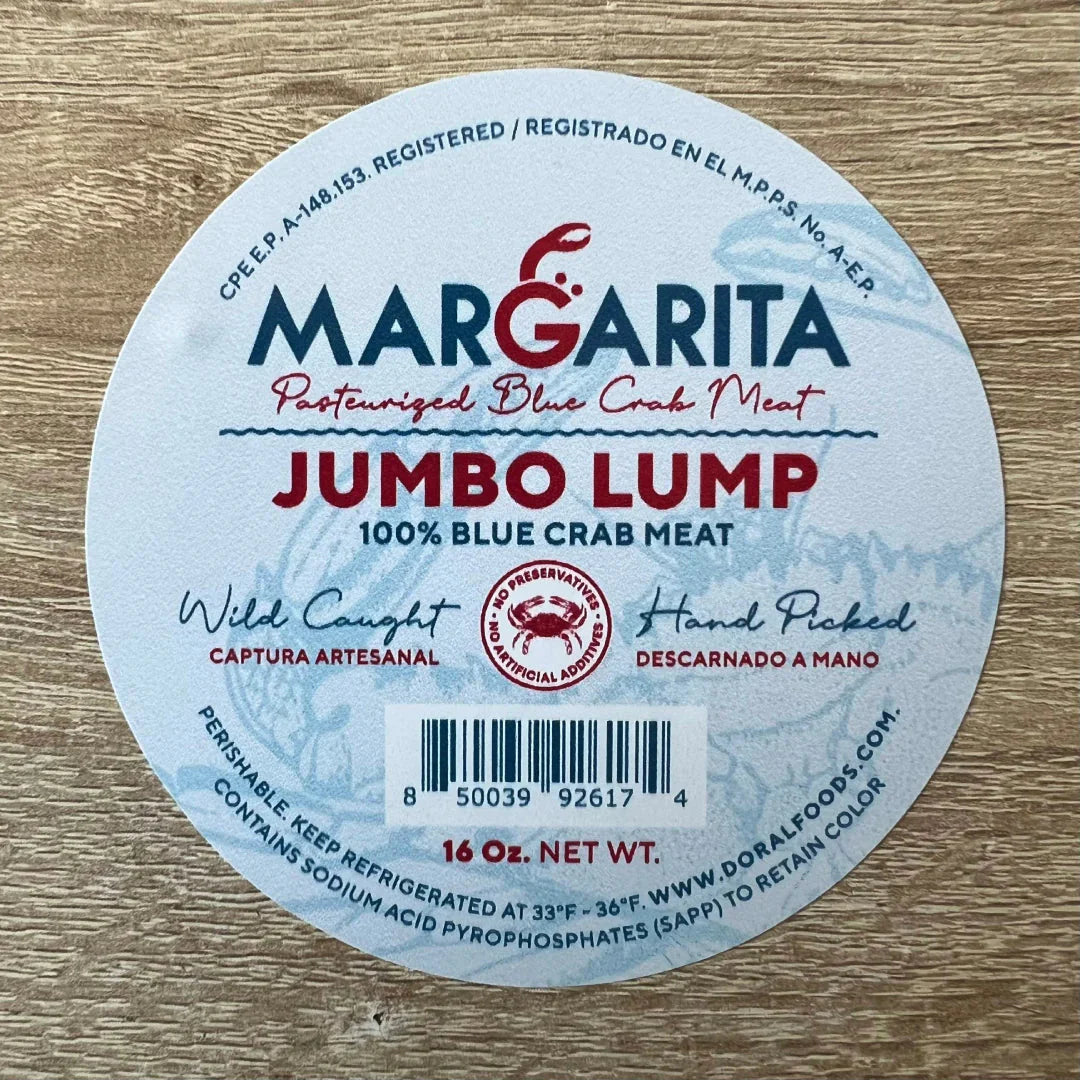 CPE E.P. A-148.153. REGISTERED / REGISTRADO EN EL M.P.P.S. No. A-E.P.
MARGARITA
Pasteurized Blue Crab Meat
JUMBO LUMP
100% BLUE CRAB MEAT
Wild Caught
CAPTURA ARTESANAL
• NO PRESERVATIVES •
NO ARTIFICIAL ADDITIVES
Hand Picked
DESCARNADO A MANO
8 50039 92617 4
16 Oz. NET WT.
PERISHABLE. KEEP REFRIGERATED AT 33°F - 36°F. WWW.DORALFOODS.COM.
CONTAINS SODIUM ACID PYROPHOSPHATES (SAPP) TO RETAIN COLOR